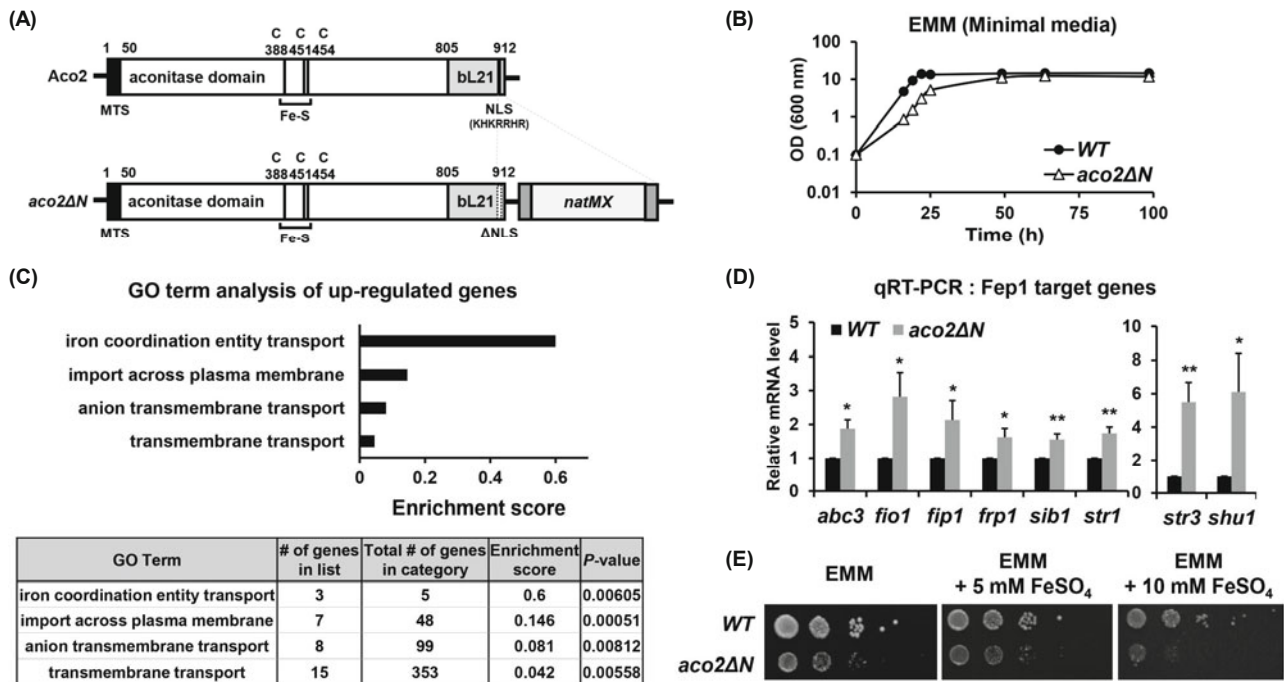 (A)
C C C
1 50 388 451 454 805 912
Aco2 aconitase domain bL21
MTS Fe-S NLS
(KHKRRHR)
C C C
1 50 388 451 454 805 912
aco2ΔN aconitase domain bL21 natMX
MTS Fe-S ΔNLS
(B)
EMM (Minimal media)
OD (600 nm)
100
10
1
0.1
0.01
WT
aco2ΔN
0 25 50 75 100
Time (h)
(C)
GO term analysis of up-regulated genes
iron coordination entity transport
import across plasma membrane
anion transmembrane transport
transmembrane transport
0 0.2 0.4 0.6
Enrichment score
GO Term # of genes in list Total # of genes in category Enrichment score P-value
iron coordination entity transport 3 5 0.6 0.00605
import across plasma membrane 7 48 0.146 0.00051
anion transmembrane transport 8 99 0.081 0.00812
transmembrane transport 15 353 0.042 0.00558
(D)
qRT-PCR : Fep1 target genes
Relative mRNA level
5
4
3
2
1
0
WT aco2ΔN
* * * * ** **
abc3 fio1 fip1 frp1 sib1 str1
10
8
6
4
2
0
** *
str3 shu1
(E)
EMM
EMM
+ 5 mM FeSO4
EMM
+ 10 mM FeSO4
WT
aco2ΔN